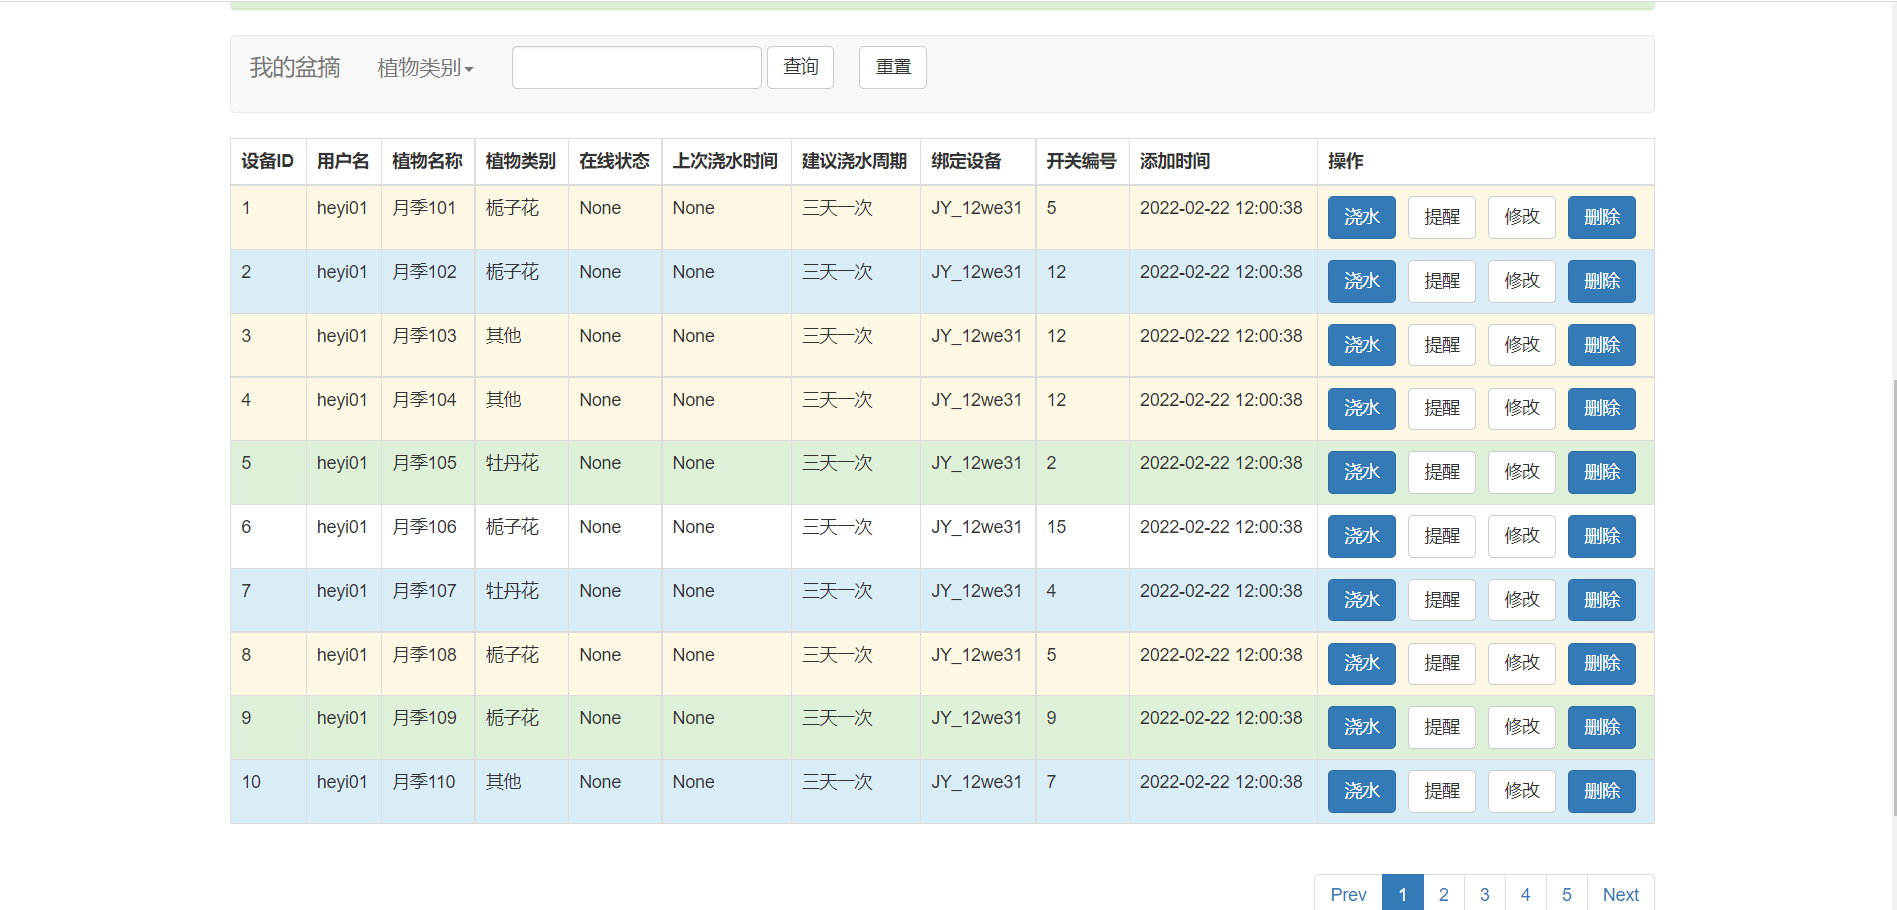 我的盆摘 植物类别 查询 重置
设备ID 用户名 植物名称 植物类别 在线状态 上次浇水时间 建议浇水周期 绑定设备 开关编号 添加时间 操作
1 heyi01 月季101 栀子花 None None 三天一次 JY_12we31 5 2022-02-22 12:00:38 浇水 提醒 修改 删除
2 heyi01 月季102 栀子花 None None 三天一次 JY_12we31 12 2022-02-22 12:00:38 浇水 提醒 修改 删除
3 heyi01 月季103 其他 None None 三天一次 JY_12we31 12 2022-02-22 12:00:38 浇水 提醒 修改 删除
4 heyi01 月季104 其他 None None 三天一次 JY_12we31 12 2022-02-22 12:00:38 浇水 提醒 修改 删除
5 heyi01 月季105 牡丹花 None None 三天一次 JY_12we31 2 2022-02-22 12:00:38 浇水 提醒 修改 删除
6 heyi01 月季106 栀子花 None None 三天一次 JY_12we31 15 2022-02-22 12:00:38 浇水 提醒 修改 删除
7 heyi01 月季107 牡丹花 None None 三天一次 JY_12we31 4 2022-02-22 12:00:38 浇水 提醒 修改 删除
8 heyi01 月季108 栀子花 None None 三天一次 JY_12we31 5 2022-02-22 12:00:38 浇水 提醒 修改 删除
9 heyi01 月季109 栀子花 None None 三天一次 JY_12we31 9 2022-02-22 12:00:38 浇水 提醒 修改 删除
10 heyi01 月季110 其他 None None 三天一次 JY_12we31 7 2022-02-22 12:00:38 浇水 提醒 修改 删除
Prev 1 2 3 4 5 Next